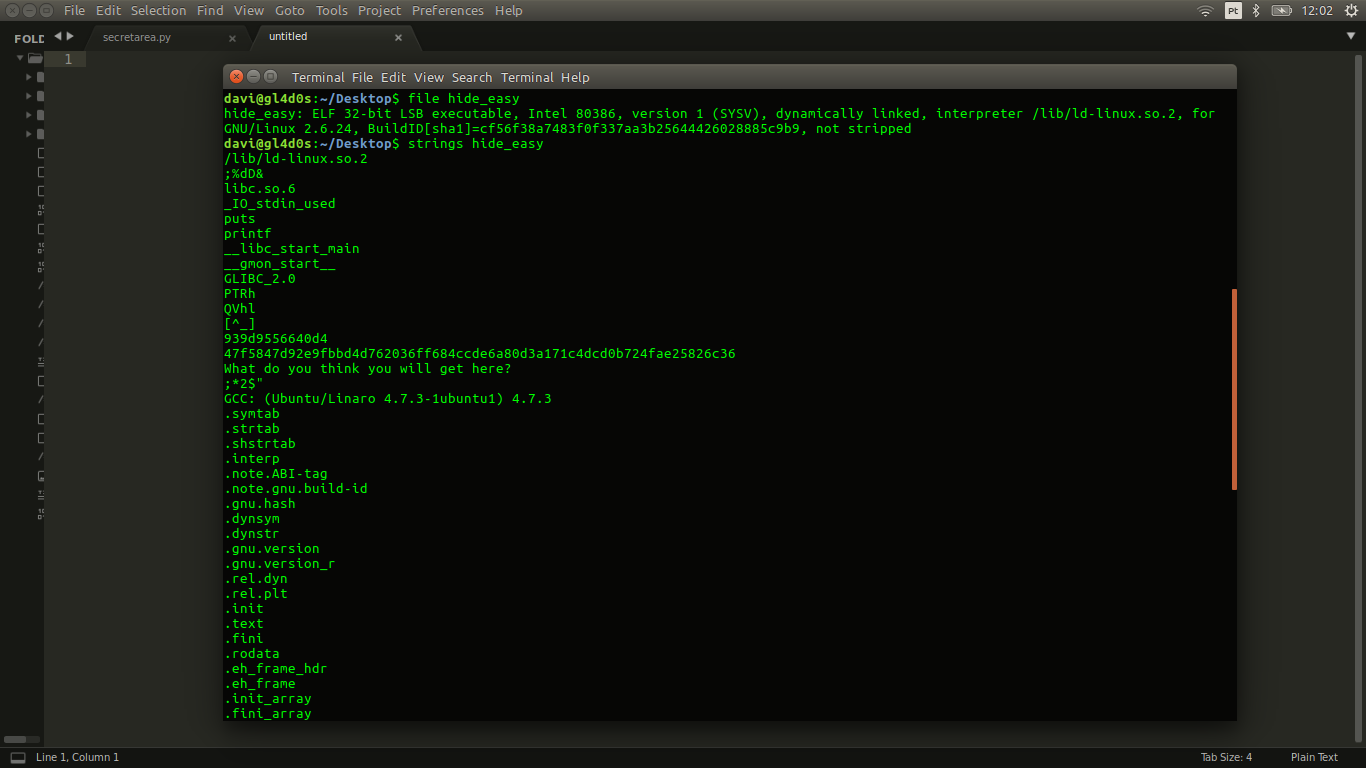 File Edit Selection Find View Goto Tools Project Preferences Help
Pt 12:02
FOLD
secretarea.py
untitled
1
Terminal File Edit View Search Terminal Help
davi@gl4d0s:~/Desktop$ file hide_easy
hide_easy: ELF 32-bit LSB executable, Intel 80386, version 1 (SYSV), dynamically linked, interpreter /lib/ld-linux.so.2, for
GNU/Linux 2.6.24, BuildID[sha1]=cf56f38a7483f0f337aa3b25644426028885c9b9, not stripped
davi@gl4d0s:~/Desktop$ strings hide_easy
/lib/ld-linux.so.2
;%dD&
libc.so.6
_IO_stdin_used
puts
printf
__libc_start_main
__gmon_start__
GLIBC_2.0
PTRh
QVhl
[^_]
939d9556640d4
47f5847d92e9fbbd4d762036ff684ccde6a80d3a171c4dcd0b724fae25826c36
What do you think you will get here?
;*2$"
GCC: (Ubuntu/Linaro 4.7.3-1ubuntu1) 4.7.3
.symtab
.strtab
.shstrtab
.interp
.note.ABI-tag
.note.gnu.build-id
.gnu.hash
.dynsym
.dynstr
.gnu.version
.gnu.version_r
.rel.dyn
.rel.plt
.init
.text
.fini
.rodata
.eh_frame_hdr
.eh_frame
.init_array
.fini_array
Line 1, Column 1
Tab Size: 4
Plain Text